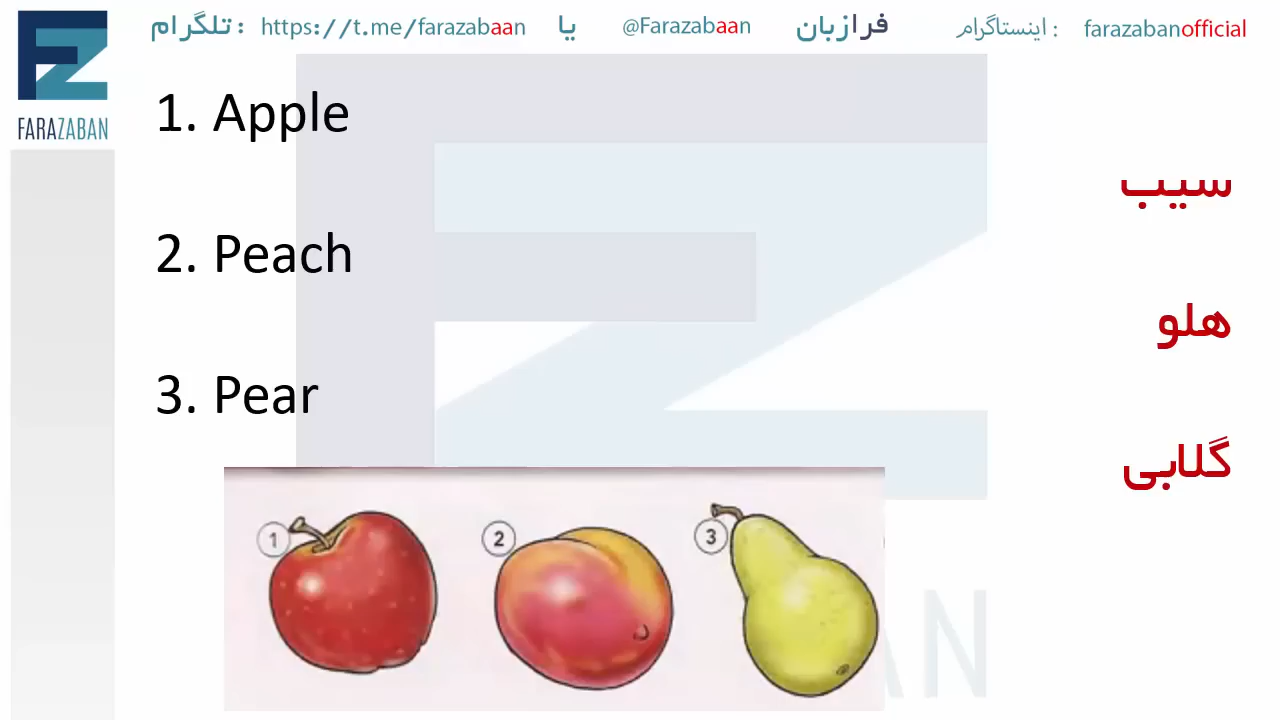 تلگرام : https://t.me/farazabaan یا @Farazabaan فرازبان اینستاگرام : farazabanofficial
FARAZABAN
1. Apple
سیب
2. Peach
هلو
3. Pear
گلابی
1 2 3
AN